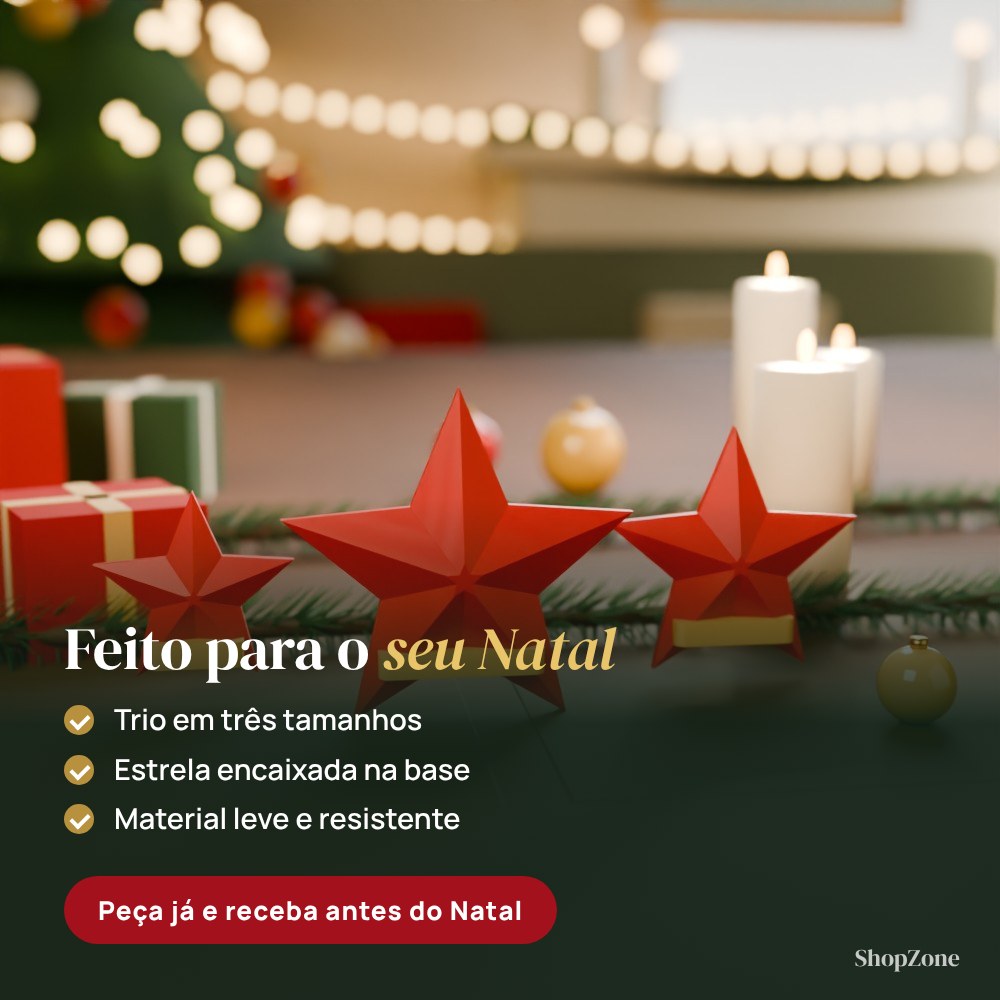 Feito para o seu Natal
Trio em três tamanhos
Estrela encaixada na base
Material leve e resistente
Peça já e receba antes do Natal
ShopZone